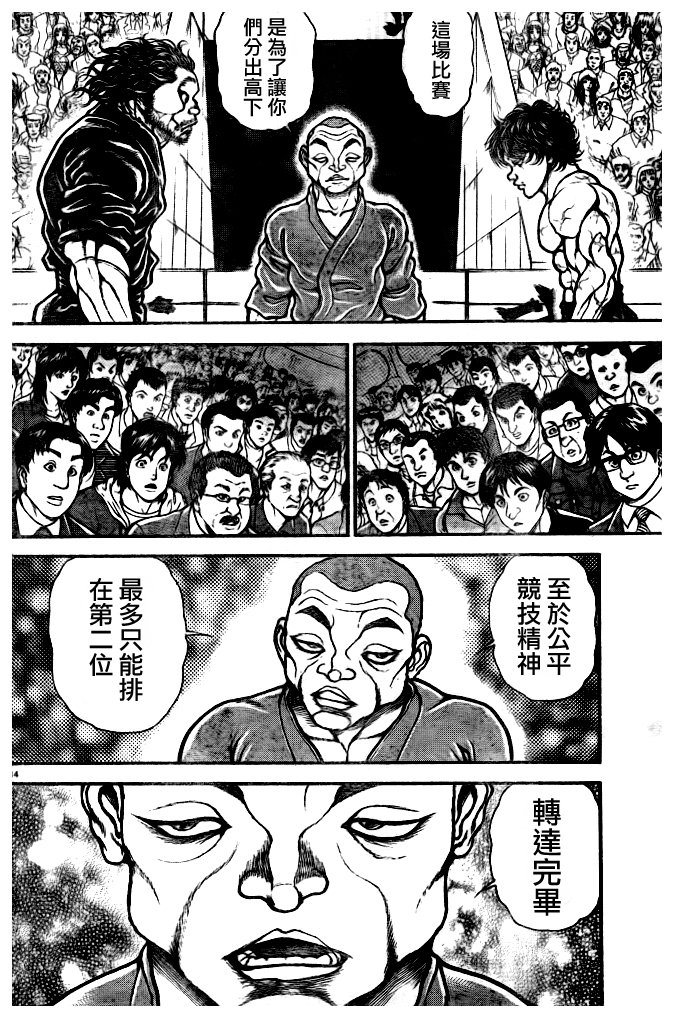 這場比賽
是為了讓你
們分出高下
至於公平
競技精神
最多只能排
在第二位
14
轉達完畢